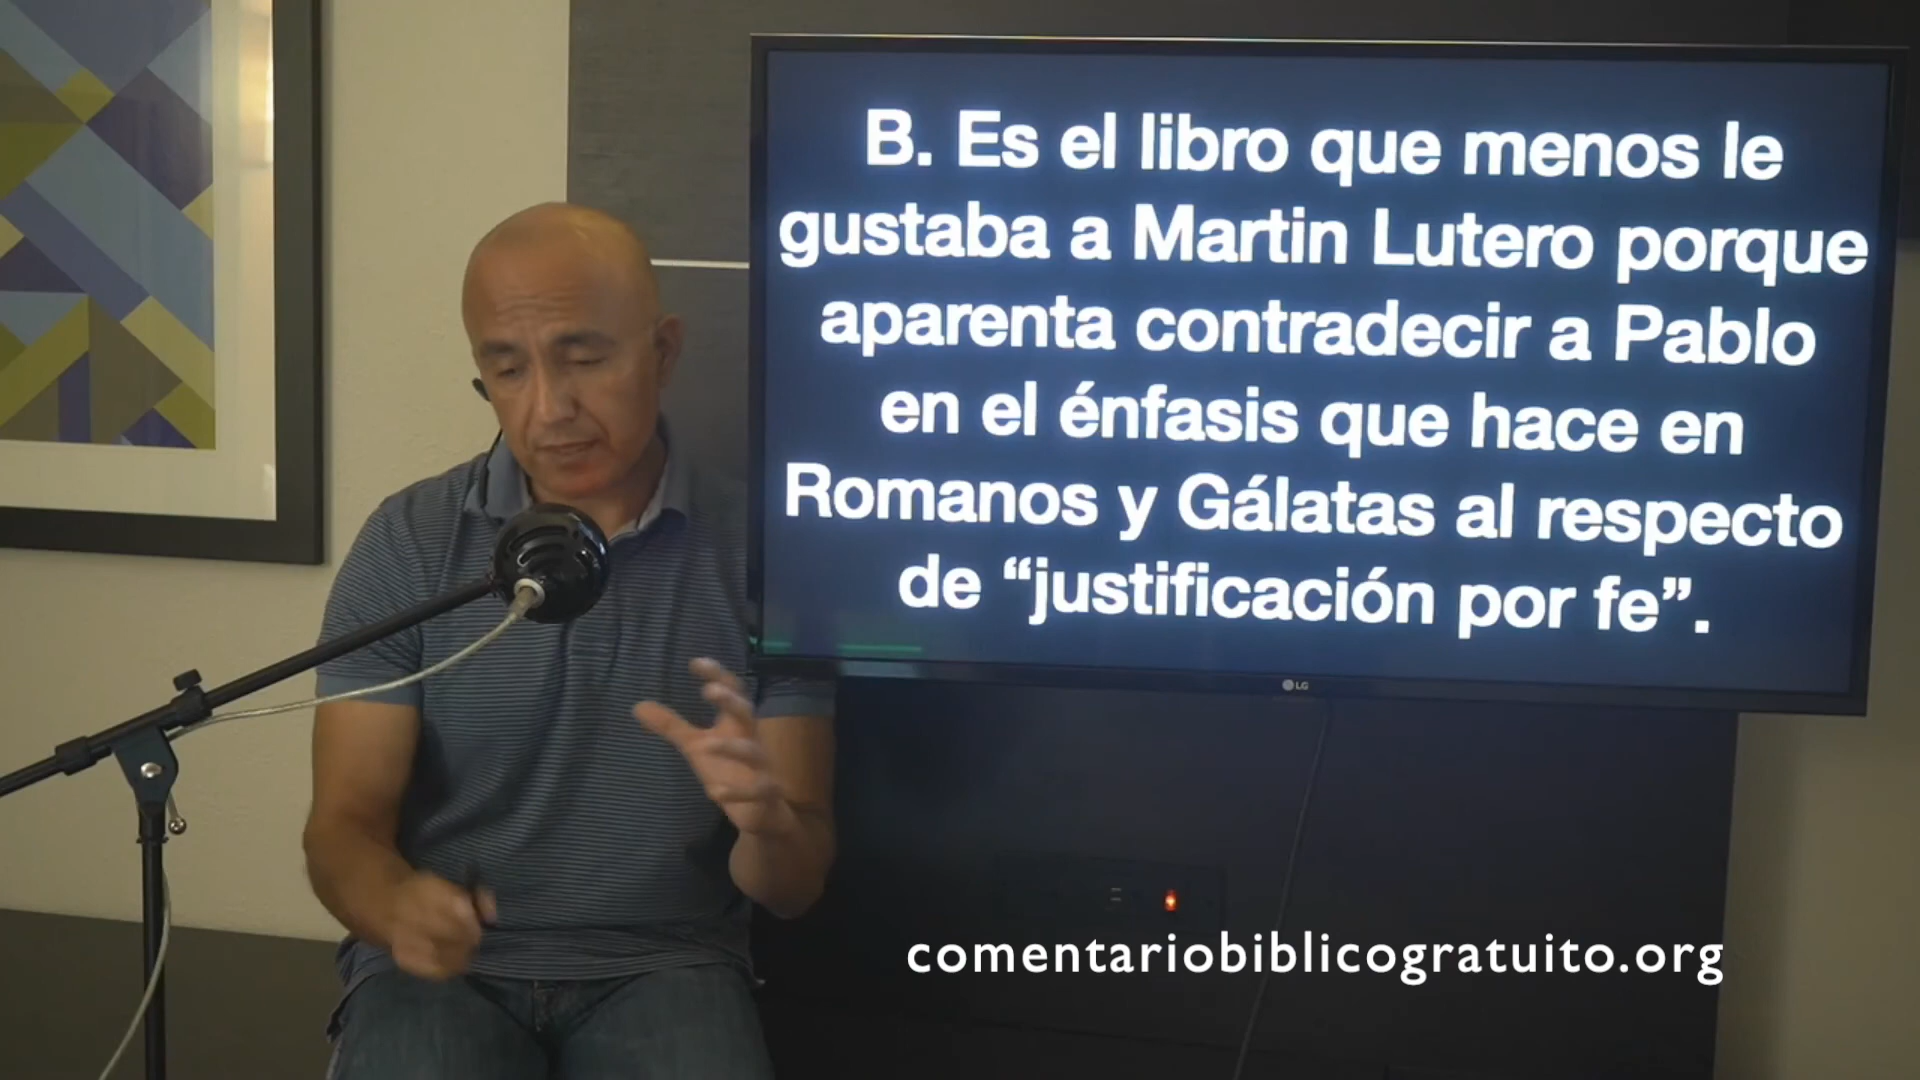 B. Es el libro que menos le
gustaba a Martin Lutero porque
aparenta contradecir a Pablo
en el énfasis que hace en
Romanos y Gálatas al respecto
de “justificación por fe”.
LG
comentariobiblicogratuito.org